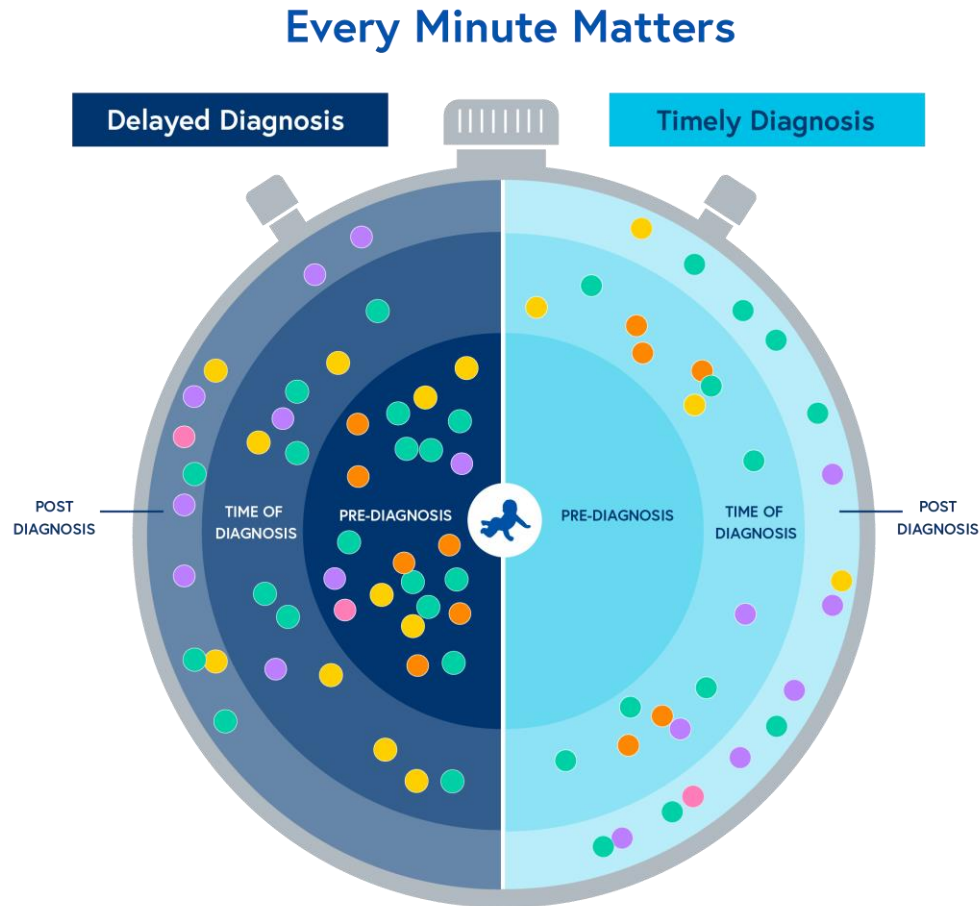 Every Minute Matters
Delayed Diagnosis
Timely Diagnosis
POST
DIAGNOSIS
TIME OF
DIAGNOSIS
PRE-DIAGNOSIS
PRE-DIAGNOSIS
TIME OF
DIAGNOSIS
POST
DIAGNOSIS